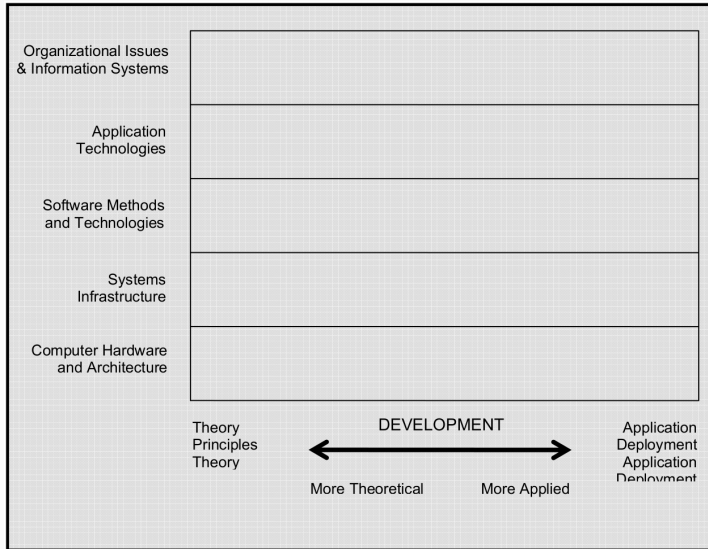 Organizational Issues
& Information Systems
Application
Technologies
Software Methods
and Technologies
Systems
Infrastructure
Computer Hardware
and Architecture
Theory
Principles
Theory
DEVELOPMENT
Application
Deployment
Application
Deployment
More Theoretical
More Applied